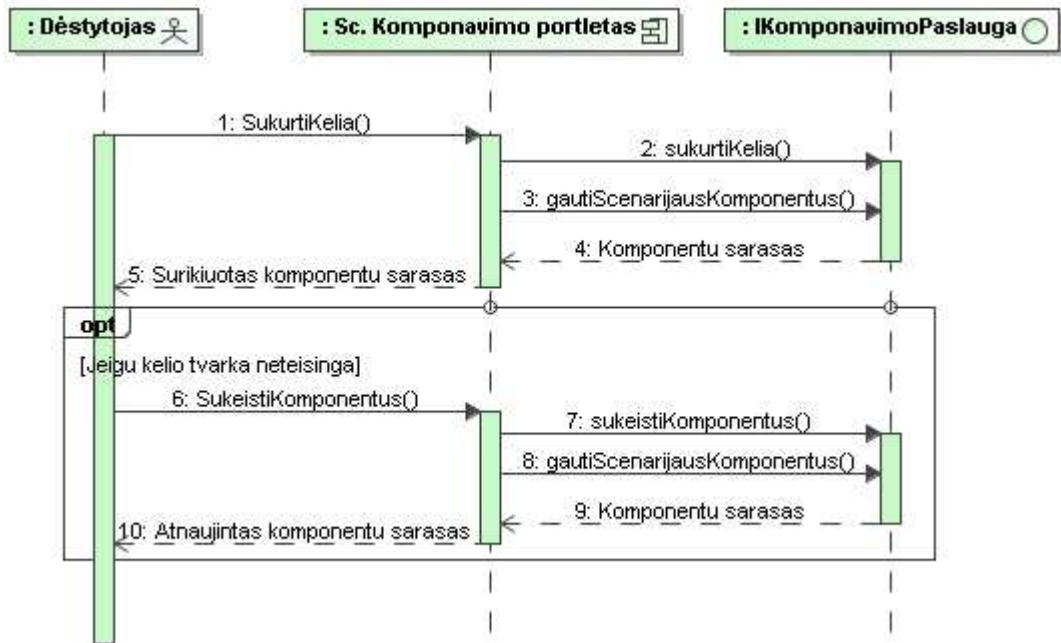 : Dėstytojas
: Sc. Komponavimo portletas
: IKomponavimoPaslauga
1: SukurtiKelia()
2: sukurtiKelia()
3: gautiScenarijausKomponentus()
4: Komponentu sarasas
5: Surikiuotas komponentu sarasas
opt
[Jeigu kelio tvarka neteisinga]
6: SukeistiKomponentus()
7: sukeistiKomponentus()
8: gautiScenarijausKomponentus()
9: Komponentu sarasas
10: Atnaujintas komponentu sarasas